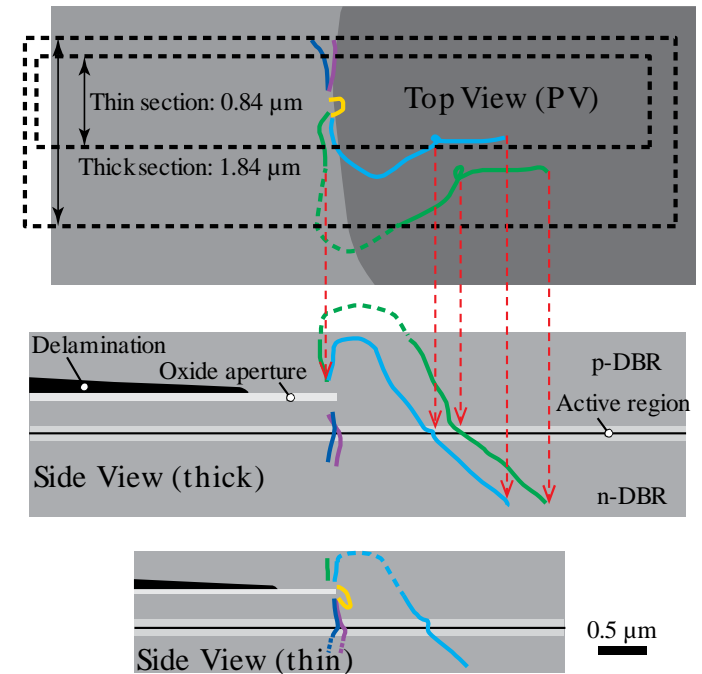 Top View (PV)
Thin section: 0.84 µm
Thick section: 1.84 µm
Delamination
Oxide aperture
p-DBR
Active region
Side View (thick)
n-DBR
0.5 µm
Side View (thin)